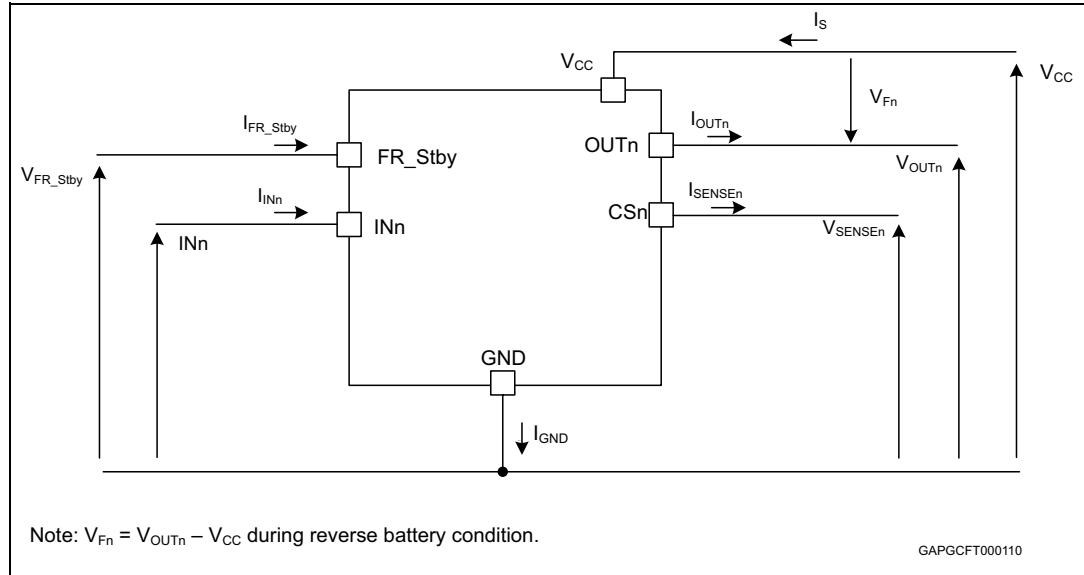 I_S
V_CC
V_CC
V_Fn
I_FR_Stby
I_OUTn
FR_Stby
OUTn
V_FR_Stby
V_OUTn
I_INn
I_SENSEn
CSn
INn
INn
V_SENSEn
GND
I_GND
Note: V_Fn = V_OUTn – V_CC during reverse battery condition.
GAPGCFT000110